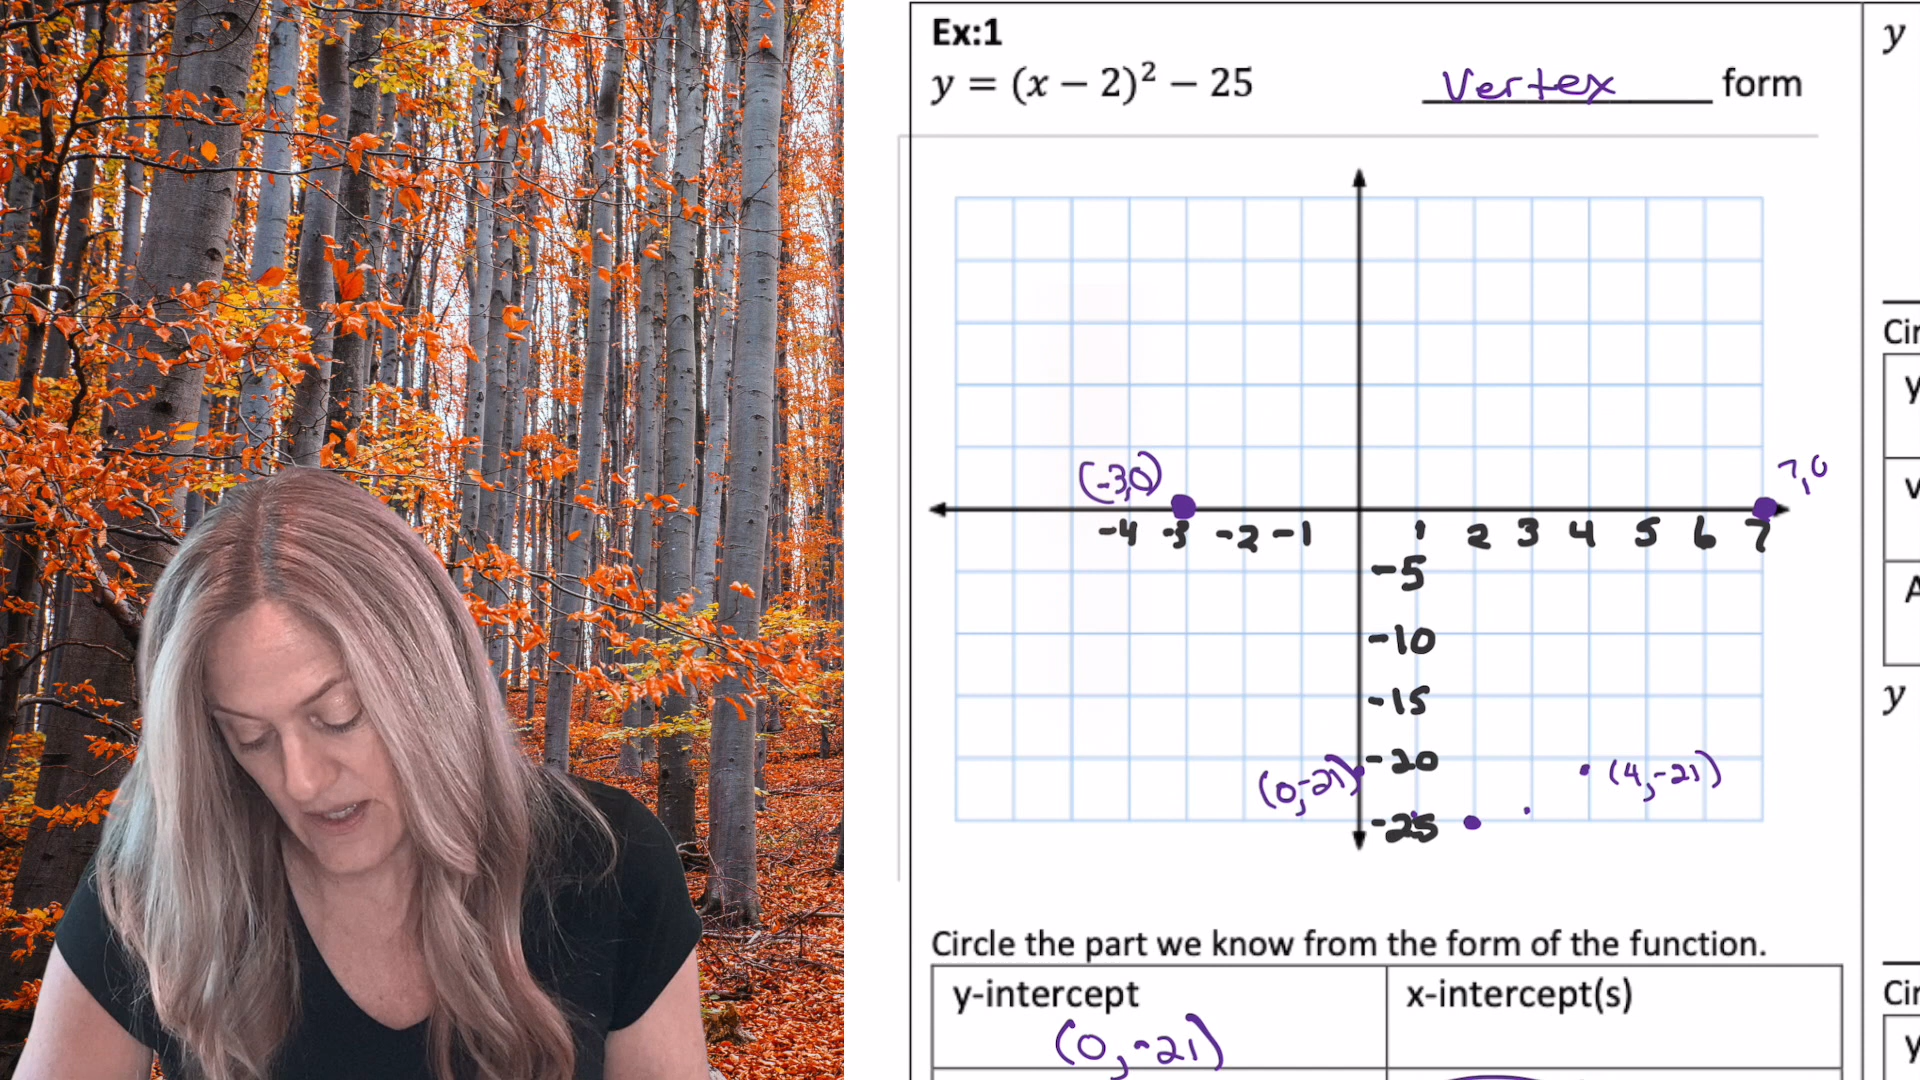 Ex:1
y = (x − 2)² − 25 Vertex form
(-3,0) 7,0
-4 -3 -2 -1 1 2 3 4 5 6 7
-5
-10
-15
-20
(0,-21) (4,-21)
-25
Circle the part we know from the form of the function.
y-intercept x-intercept(s)
(0,-21)
y
Cir
y
v
A
y
Cir
y